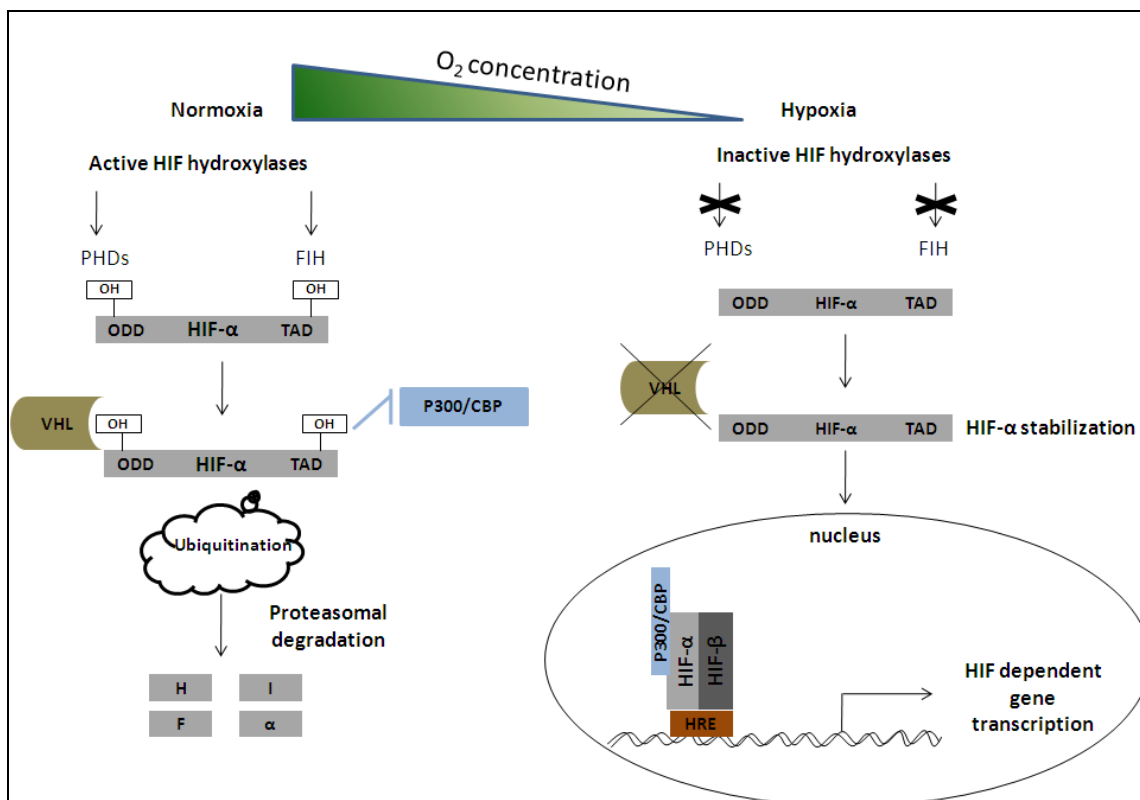 O2 concentration
Normoxia
Hypoxia
Active HIF hydroxylases
Inactive HIF hydroxylases
PHDs FIH
PHDs FIH
OH OH
ODD HIF-α TAD
ODD HIF-α TAD
VHL OH OH P300/CBP
ODD HIF-α TAD
VHL
ODD HIF-α TAD HIF-α stabilization
Ubiquitination
Proteasomal
degradation
H I
F α
nucleus
P300/CBP
HIF-α
HIF-β
HRE
HIF dependent
gene
transcription